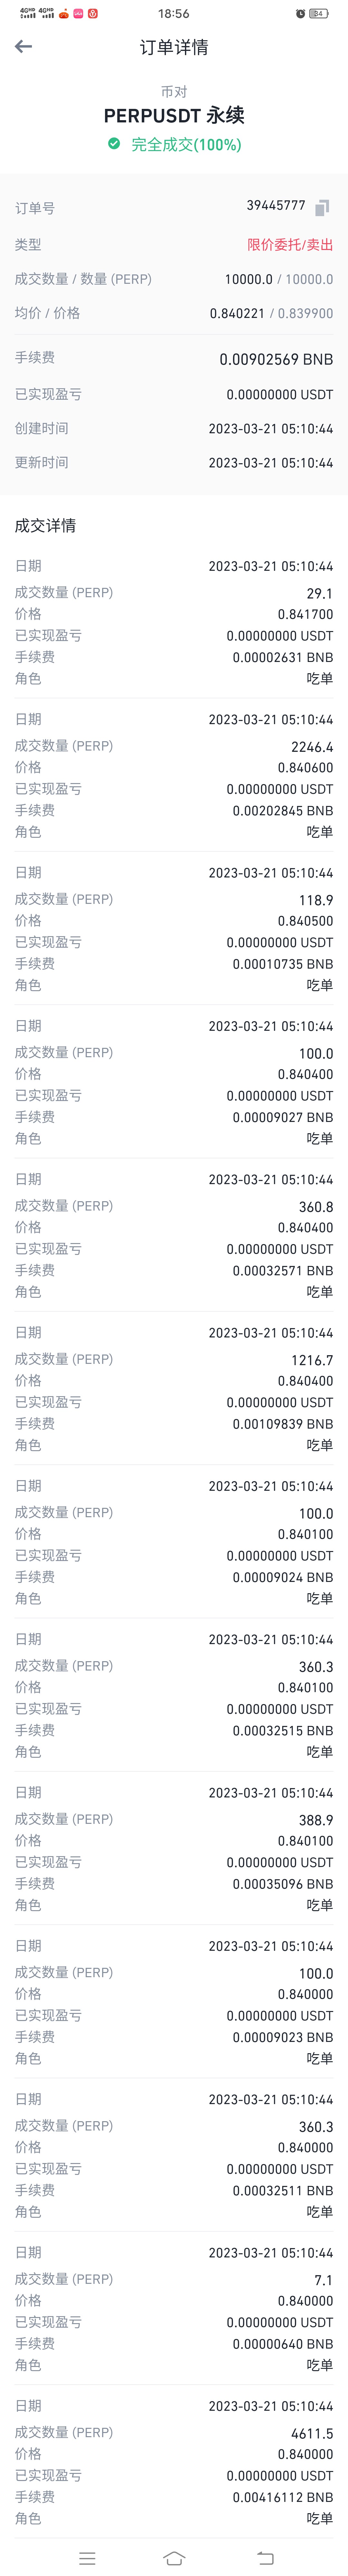 4GHD 4GHD 18:56 84
订单详情
币对
PERPUSDT 永续
完全成交(100%)
订单号 39445777
类型 限价委托/卖出
成交数量 / 数量 (PERP) 10000.0 / 10000.0
均价 / 价格 0.840221 / 0.839900
手续费 0.00902569 BNB
已实现盈亏 0.00000000 USDT
创建时间 2023-03-21 05:10:44
更新时间 2023-03-21 05:10:44
成交详情
日期 2023-03-21 05:10:44
成交数量 (PERP) 29.1
价格 0.841700
已实现盈亏 0.00000000 USDT
手续费 0.00002631 BNB
角色 吃单
日期 2023-03-21 05:10:44
成交数量 (PERP) 2246.4
价格 0.840600
已实现盈亏 0.00000000 USDT
手续费 0.00202845 BNB
角色 吃单
日期 2023-03-21 05:10:44
成交数量 (PERP) 118.9
价格 0.840500
已实现盈亏 0.00000000 USDT
手续费 0.00010735 BNB
角色 吃单
日期 2023-03-21 05:10:44
成交数量 (PERP) 100.0
价格 0.840400
已实现盈亏 0.00000000 USDT
手续费 0.00009027 BNB
角色 吃单
日期 2023-03-21 05:10:44
成交数量 (PERP) 360.8
价格 0.840400
已实现盈亏 0.00000000 USDT
手续费 0.00032571 BNB
角色 吃单
日期 2023-03-21 05:10:44
成交数量 (PERP) 1216.7
价格 0.840400
已实现盈亏 0.00000000 USDT
手续费 0.00109839 BNB
角色 吃单
日期 2023-03-21 05:10:44
成交数量 (PERP) 100.0
价格 0.840100
已实现盈亏 0.00000000 USDT
手续费 0.00009024 BNB
角色 吃单
日期 2023-03-21 05:10:44
成交数量 (PERP) 360.3
价格 0.840100
已实现盈亏 0.00000000 USDT
手续费 0.00032515 BNB
角色 吃单
日期 2023-03-21 05:10:44
成交数量 (PERP) 388.9
价格 0.840100
已实现盈亏 0.00000000 USDT
手续费 0.00035096 BNB
角色 吃单
日期 2023-03-21 05:10:44
成交数量 (PERP) 100.0
价格 0.840000
已实现盈亏 0.00000000 USDT
手续费 0.00009023 BNB
角色 吃单
日期 2023-03-21 05:10:44
成交数量 (PERP) 360.3
价格 0.840000
已实现盈亏 0.00000000 USDT
手续费 0.00032511 BNB
角色 吃单
日期 2023-03-21 05:10:44
成交数量 (PERP) 7.1
价格 0.840000
已实现盈亏 0.00000000 USDT
手续费 0.00000640 BNB
角色 吃单
日期 2023-03-21 05:10:44
成交数量 (PERP) 4611.5
价格 0.840000
已实现盈亏 0.00000000 USDT
手续费 0.00416112 BNB
角色 吃单